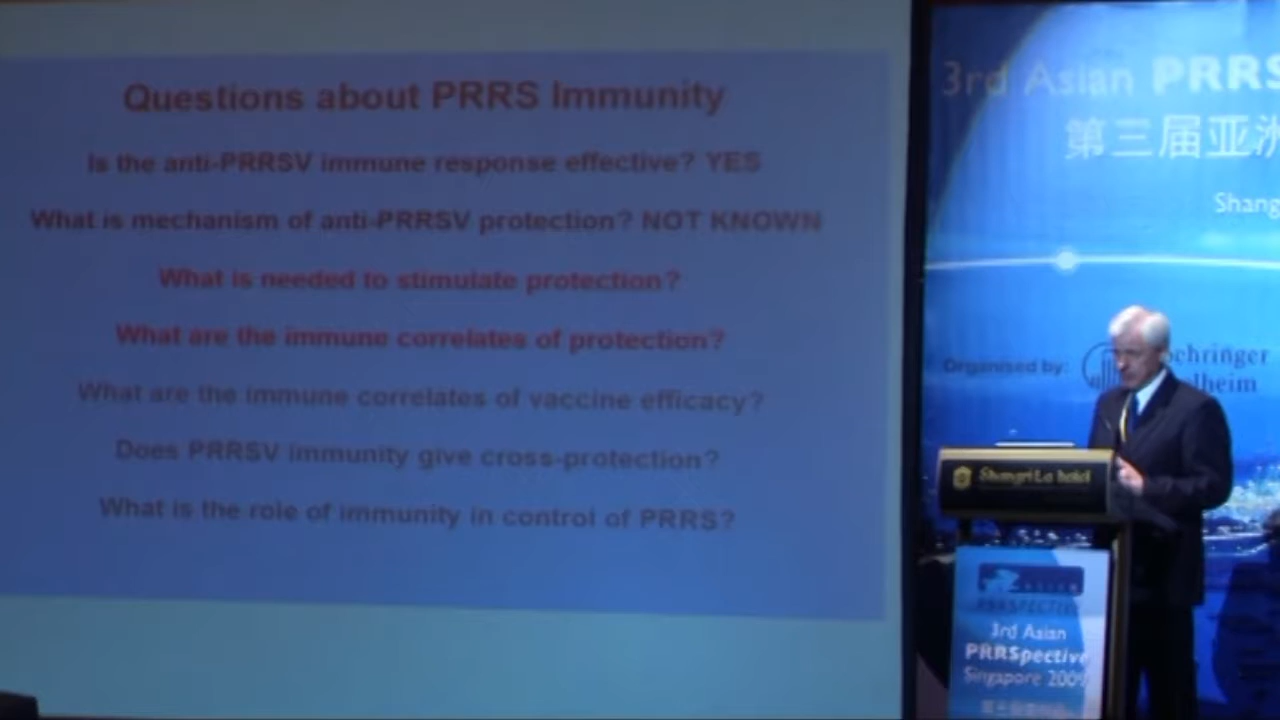 Questions about PRRS Immunity
Is the anti-PRRSV immune response effective? YES
What is mechanism of anti-PRRSV protection? NOT KNOWN
What is needed to stimulate protection?
What are the immune correlates of protection?
What are the immune correlates of vaccine efficacy?
Does PRRSV immunity give cross-protection?
What is the role of immunity in control of PRRS?
3rd Asian PRRS
第三届亚洲
Shang
Organised by:
ehringer
lheim
Shangri-La hotel
PRRSPECTIVE
3rd Asian
PRRSpective
Singapore 2009